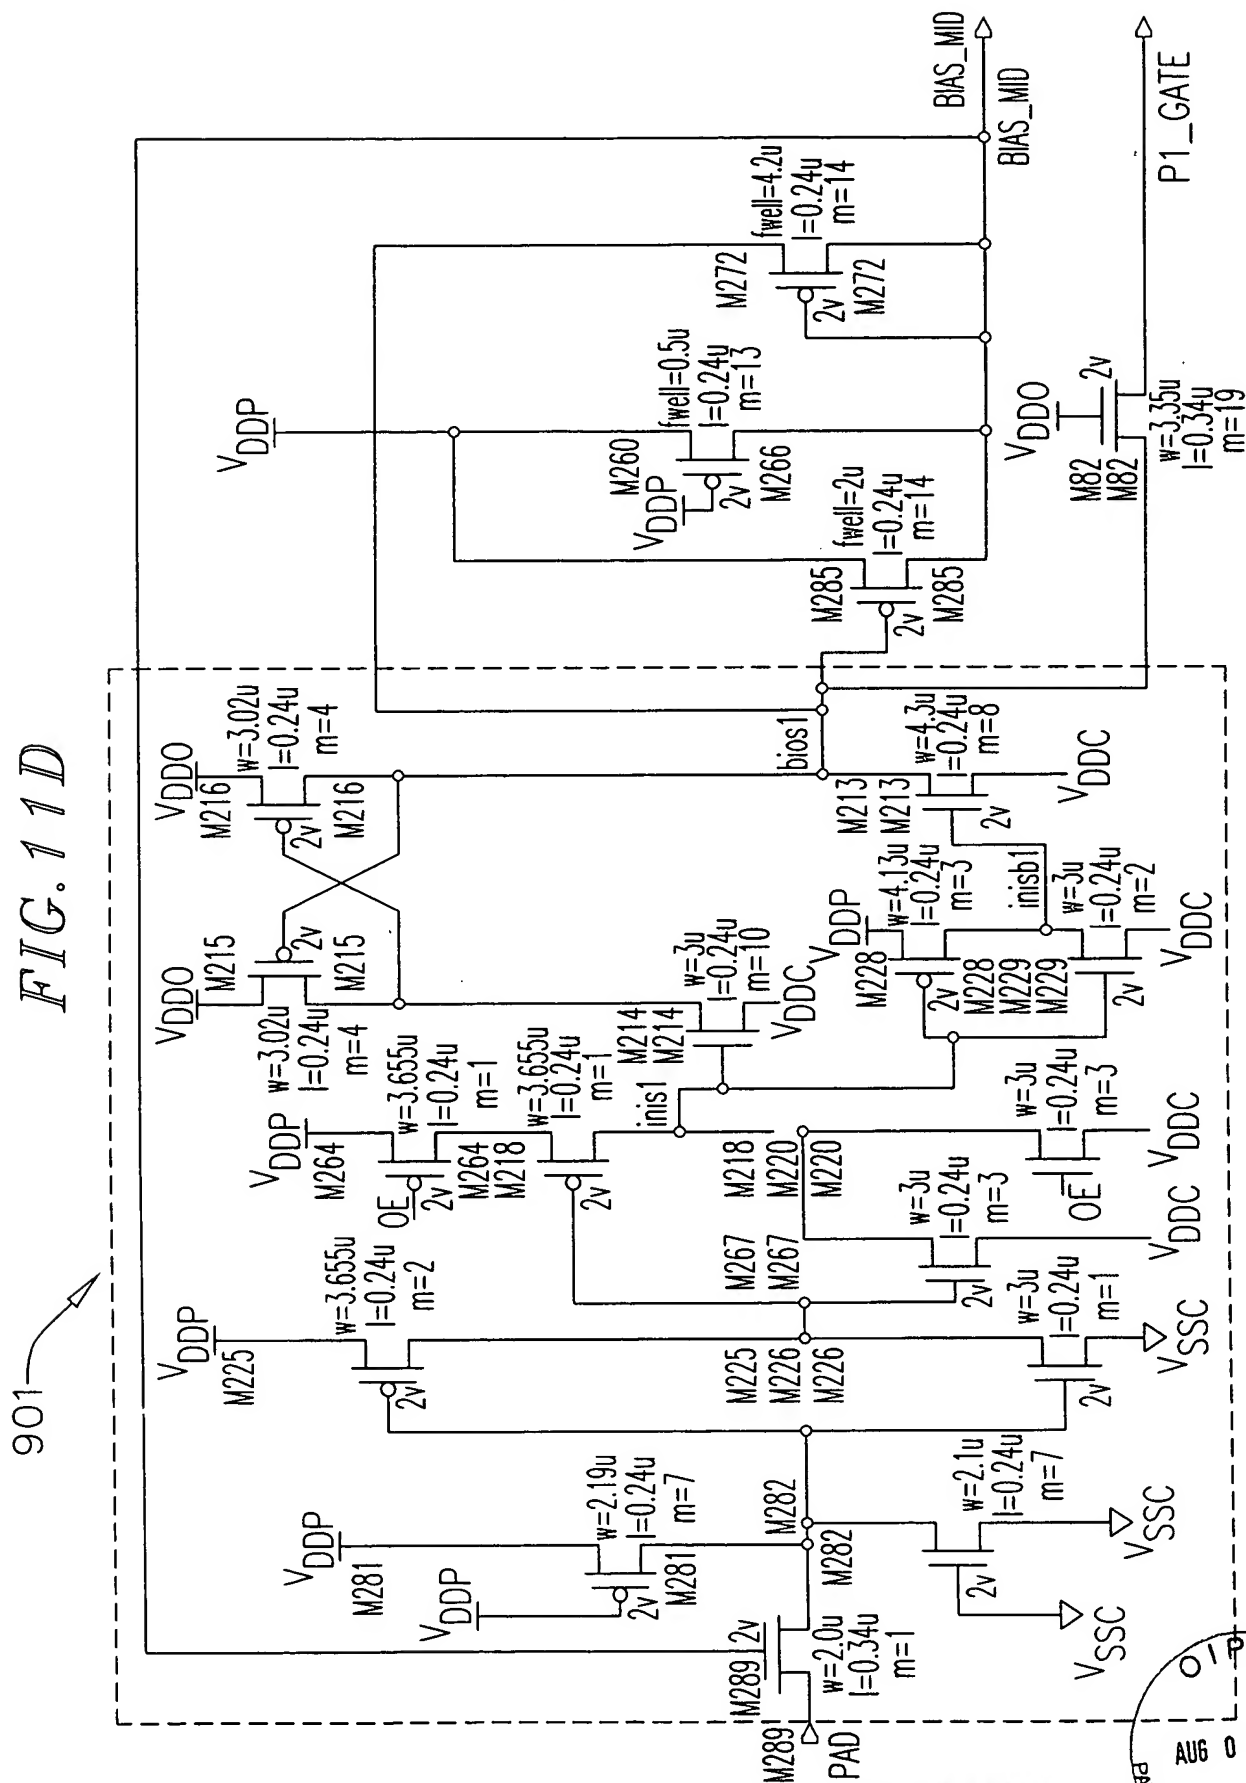 FIG. 11D
901
PAD
M289
M289
2v
w=2.0u
l=0.34u
m=1
VDDP
M281
VDDP
2v
M281
w=2.19u
l=0.24u
m=7
M282
M282
2v
w=2.1u
l=0.24u
m=7
VSSC
VSSC
VDDP
M225
2v
w=3.655u
l=0.24u
m=2
M225
M226
M226
2v
w=3u
l=0.24u
m=1
VSSC
VDDP
M264
OE
2v
M264
w=3.655u
l=0.24u
m=1
M218
2v
w=3.655u
l=0.24u
m=1
inis1
M218
M220
M220
M267
M267
2v
w=3u
l=0.24u
m=3
VDDC
OE
w=3u
l=0.24u
m=3
VDDC
VDDO
M215
2v
M215
w=3.02u
l=0.24u
m=4
VDDO
M216
2v
M216
w=3.02u
l=0.24u
m=4
M214
M214
w=3u
l=0.24u
m=10
VDDC
VDDP
M228
2v
M228
w=4.13u
l=0.24u
m=3
M229
M229
2v
inisb1
w=3u
l=0.24u
m=2
VDDC
bios1
M213
M213
2v
w=4.3u
l=0.24u
m=8
VDDC
VDDP
M285
2v
M285
fwell=2u
l=0.24u
m=14
M260
VDDP
2v
M266
fwell=0.5u
l=0.24u
m=13
M272
2v
M272
fwell=4.2u
l=0.24u
m=14
BIAS_MID
BIAS_MID
VDDO
2v
M82
M82
w=3.35u
l=0.34u
m=19
P1_GATE
OIP
AUG 0